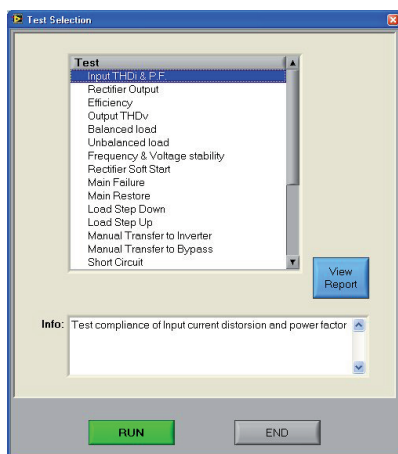 Test Selection
Test
Input THDi & P.F.
Rectifier Output
Efficiency
Output THDv
Balanced load
Unbalanced load
Frequency & Voltage stability
Rectifier Soft Start
Main Failure
Main Restore
Load Step Down
Load Step Up
Manual Transfer to Inverter
Manual Transfer to Bypass
Short Circuit
View
Report
Info:
Test compliance of Input current distorsion and power factor
RUN
END